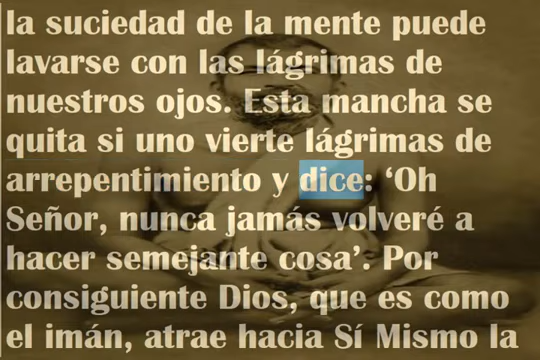 la suciedad de la mente puede
lavarse con las lágrimas de
nuestros ojos. Esta mancha se
quita si uno vierte lágrimas de
arrepentimiento y dice: ‘Oh
Señor, nunca jamás volveré a
hacer semejante cosa’. Por
consiguiente Dios, que es como
el imán, atrae hacia Sí Mismo la